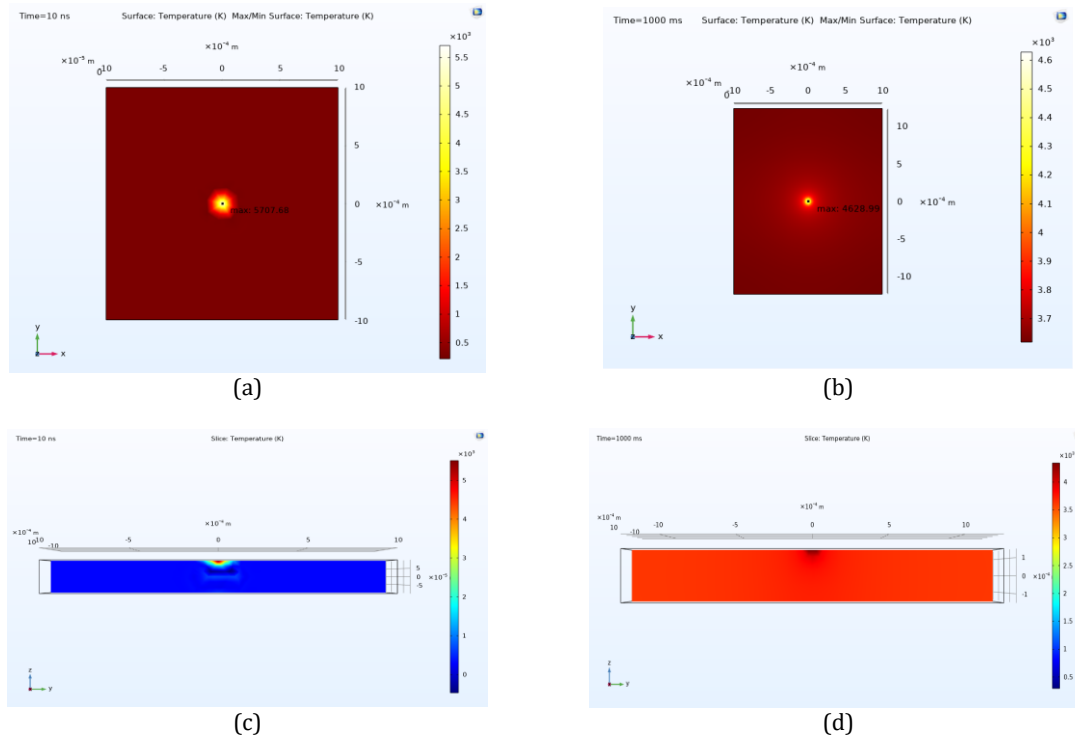 Time=10 ns Surface: Temperature (K) Max/Min Surface: Temperature (K)
×10⁻⁴ m
×10⁻⁵ m
0
-10 -5 0 5 10
×10³
5.5
5
4.5
4
3.5
3
2.5
2
1.5
1
0.5
10
5
0 ×10⁻⁴ m
-5
-10
y
x
(a)
Time=1000 ms Surface: Temperature (K) Max/Min Surface: Temperature (K)
×10⁻⁴ m
×10⁻⁴ m
0
-10 -5 0 5 10
×10³
4.6
4.5
4.4
4.3
4.2
4.1
4
3.9
3.8
3.7
10
5
0 ×10⁻⁴ m
-5
-10
max: 4629.99
y
x
(b)
Time=10 ns Slice: Temperature (K)
×10⁻⁴ m
×10⁻⁴ m
10 -10 -5 0 5 10
×10³
5
4
3
2
1
0
5
0 ×10⁻⁵
-5
z
y
(c)
Time=1000 ms Slice: Temperature (K)
×10⁻⁴ m
×10⁻⁴ m
10 -10 -5 0 5 10
4
3.5
3
2.5
2
1.5
1
0.5
1
0
-1
z
y
(d)